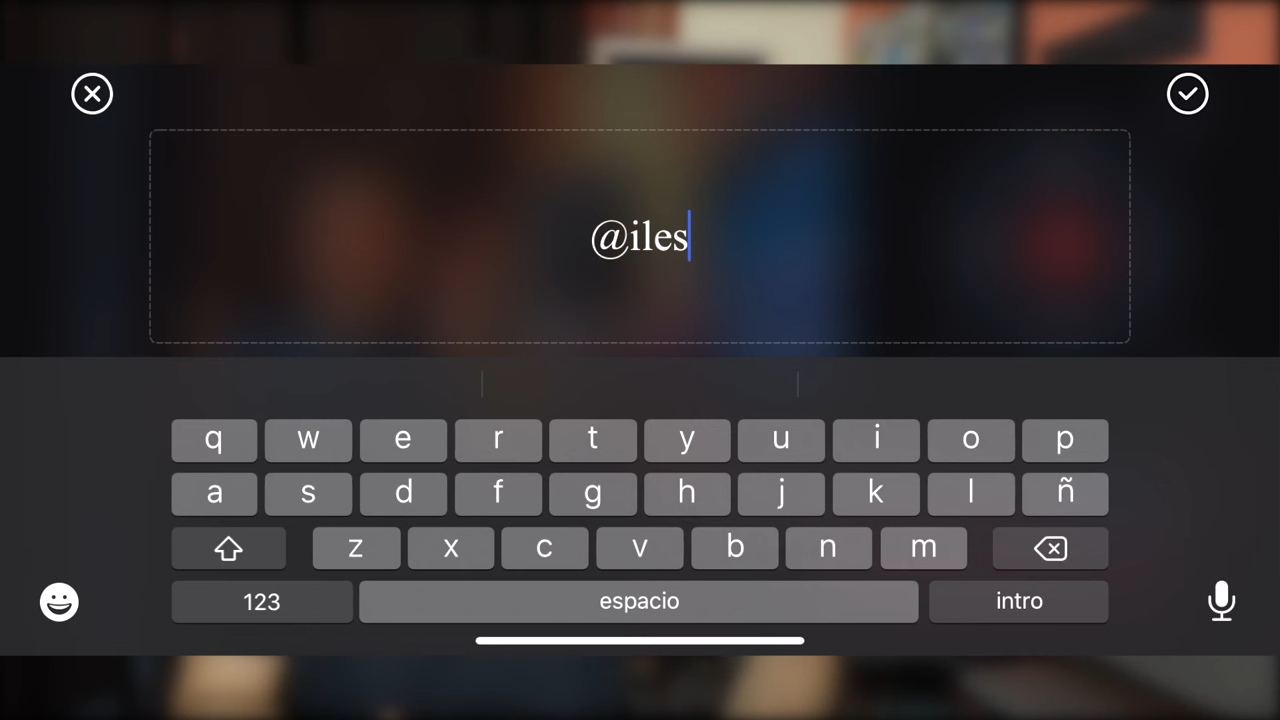 @iles
q w e r t y u i o p
a s d f g h j k l ñ
z x c v b n m
123 espacio intro